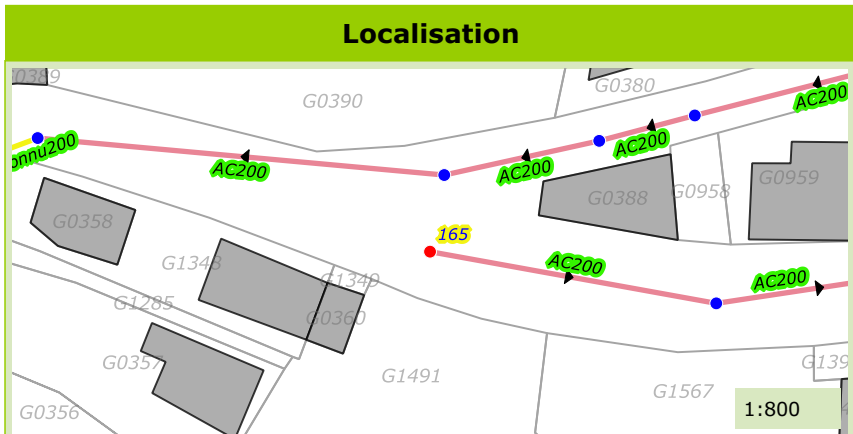 Localisation
G0389
G0390
G0380
AC200
onnu200
AC200
AC200
AC200
G0958
G0959
G0388
G0358
165
G1348
AC200
G1349
AC200
G1285
G0360
G0357
G1491
G139
G1567
G0356
1:800